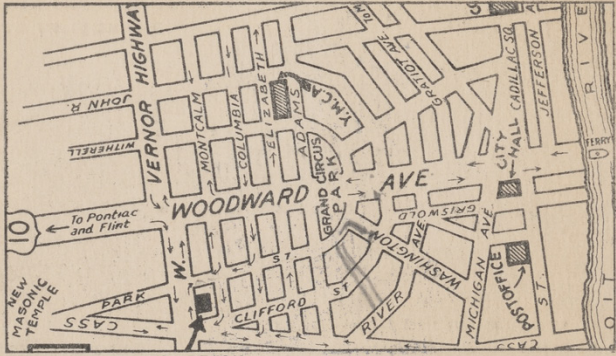 VERNOR HIGHWAY
W.
JOHN R.
WITHERELL
MONTCALM
COLUMBIA
ELIZABETH
ADAMS
Y.M.C.A.
GRATIOT AVE
CADILLAC SQ.
JEFFERSON
RIVE
FERRY
CITY
HALL
GRAND CIRCUS
PARK
WOODWARD AVE
10
To Pontiac
and Flint
GRISWOLD
WASHINGTON
AVE
MICHIGAN AVE
POSTOFFICE
ST.
ST
ST
CLIFFORD
RIVER
PARK
CASS
NEW
MASONIC
TEMPLE
CASS